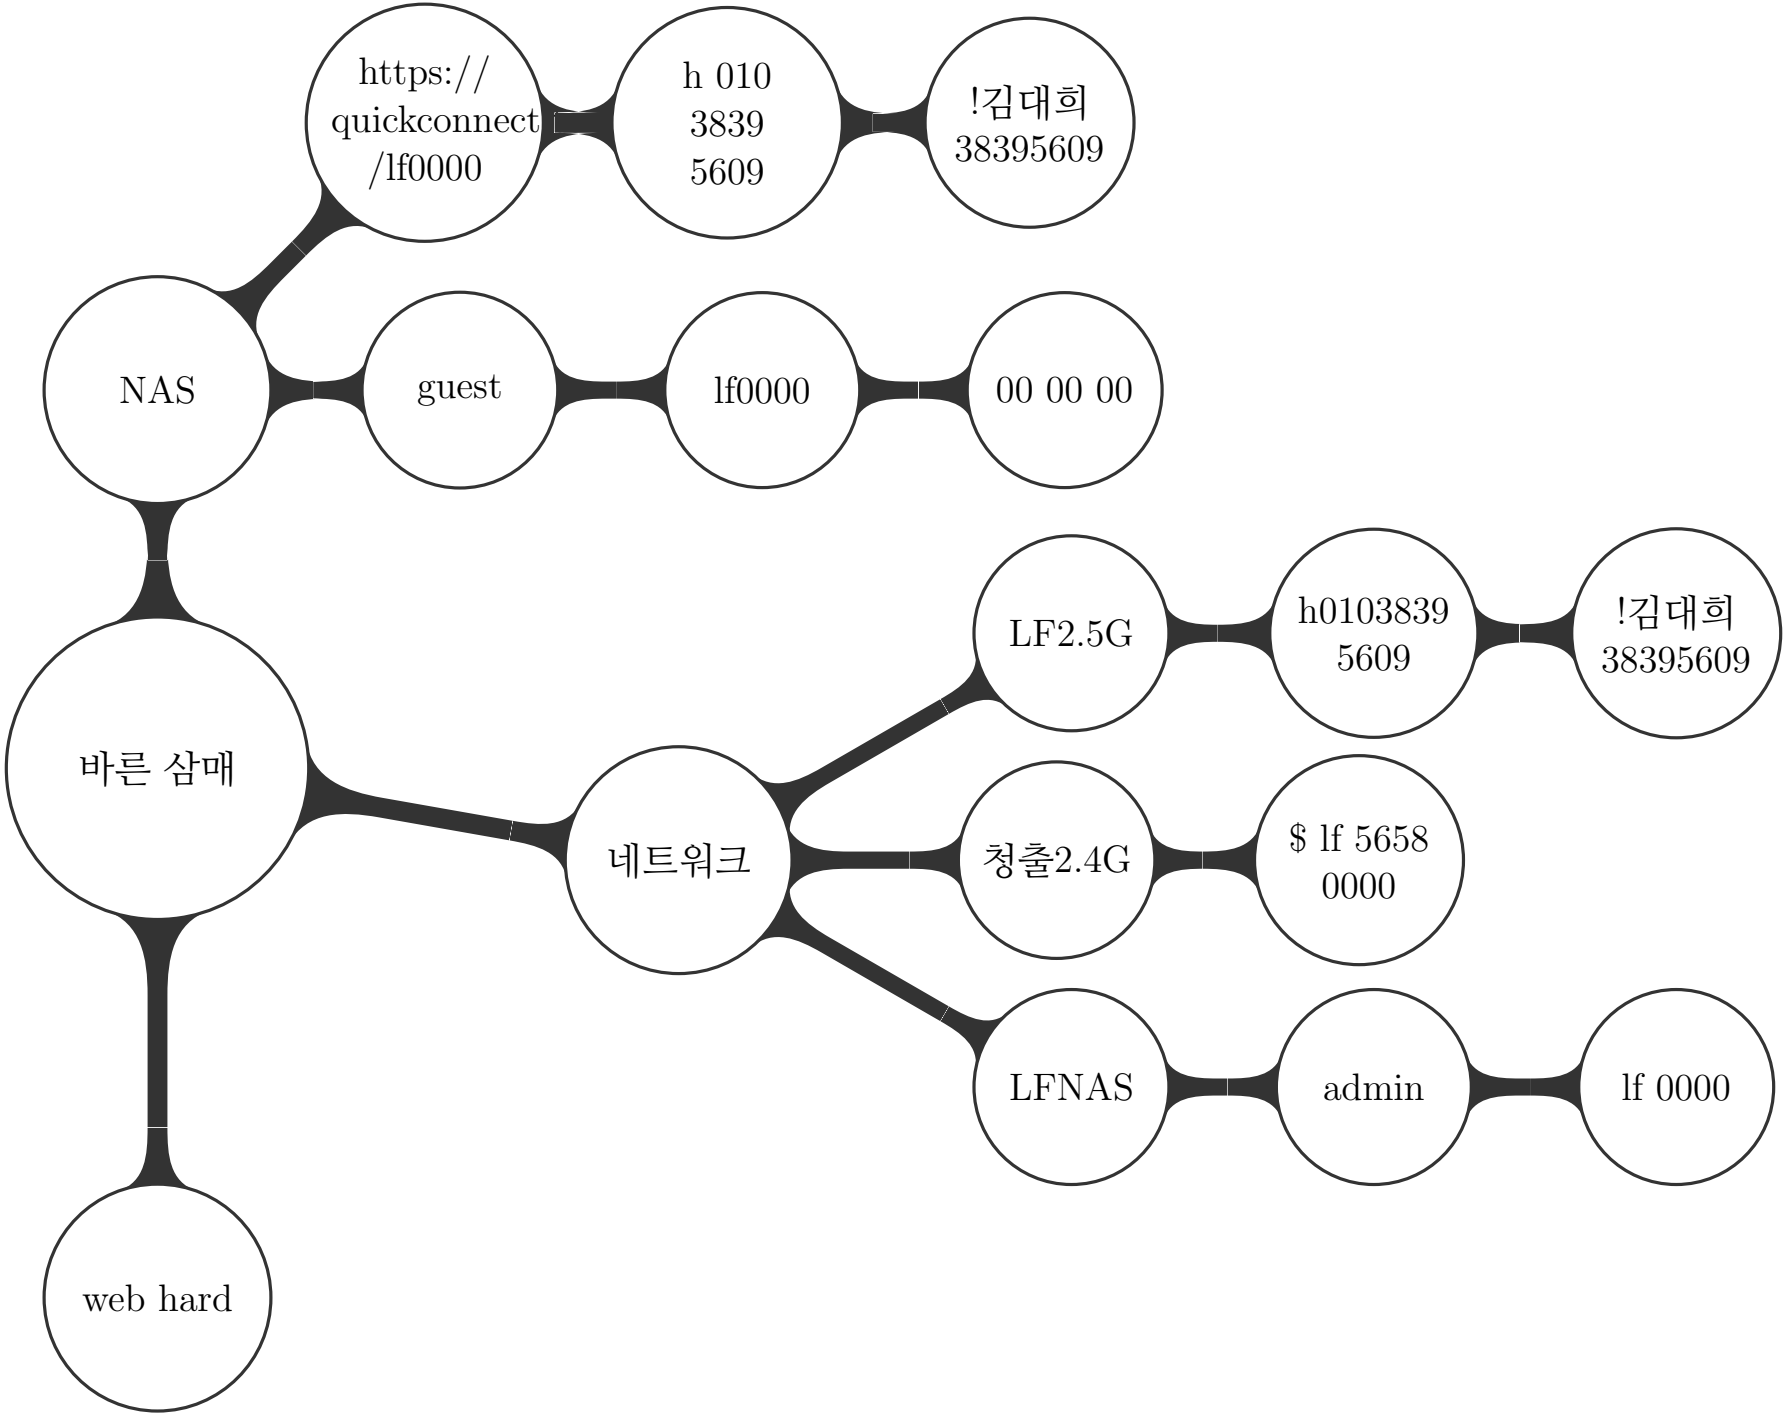 https://
quickconnect
/lf0000
h 010
3839
5609
!김대희
38395609
NAS
guest
lf0000
00 00 00
LF2.5G
h0103839
5609
!김대희
38395609
바른 삼매
네트워크
청출2.4G
$ lf 5658
0000
LFNAS
admin
lf 0000
web hard